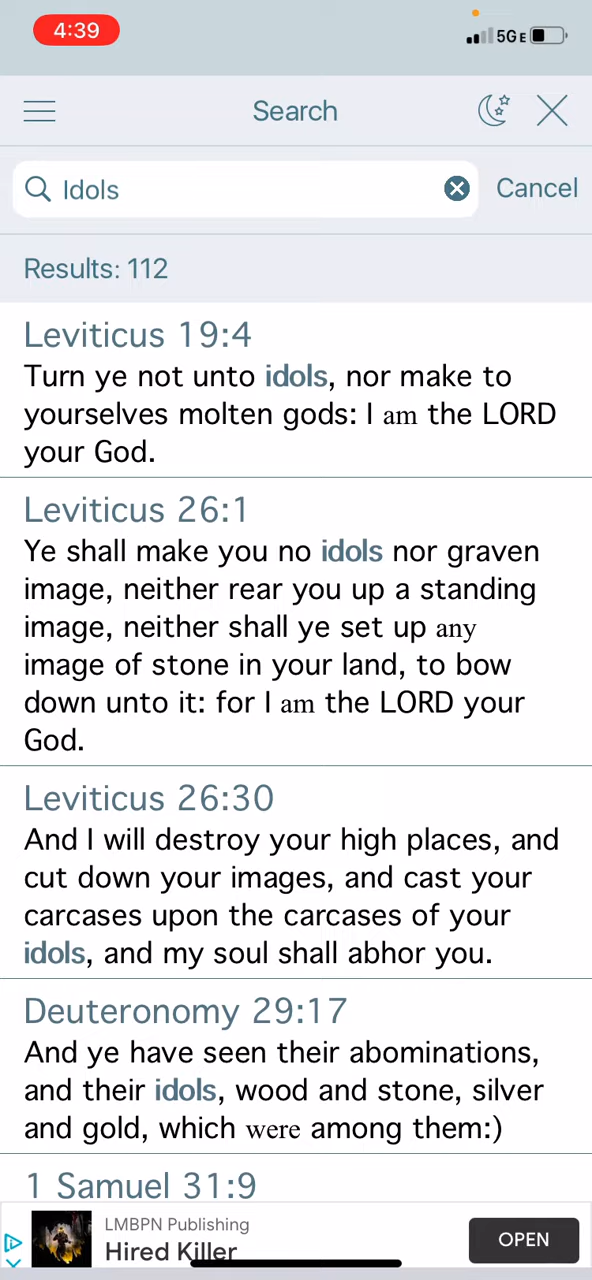 4:39
5G E
Search
Idols
Cancel
Results: 112
Leviticus 19:4
Turn ye not unto idols, nor make to
yourselves molten gods: I am the LORD
your God.
Leviticus 26:1
Ye shall make you no idols nor graven
image, neither rear you up a standing
image, neither shall ye set up any
image of stone in your land, to bow
down unto it: for I am the LORD your
God.
Leviticus 26:30
And I will destroy your high places, and
cut down your images, and cast your
carcases upon the carcases of your
idols, and my soul shall abhor you.
Deuteronomy 29:17
And ye have seen their abominations,
and their idols, wood and stone, silver
and gold, which were among them:)
1 Samuel 31:9
LMBPN Publishing
Hired Killer
OPEN